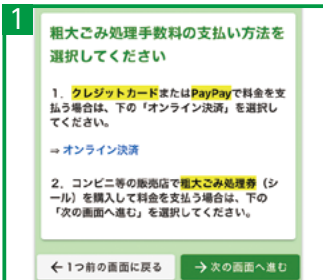 1
粗大ごみ処理手数料の支払い方法を
選択してください
1．クレジットカードまたはPayPayで料金を支
払う場合は、下の「オンライン決済」を選択し
てください。
⇒オンライン決済
2．コンビニ等の販売店で粗大ごみ処理券（シ
ール）を購入して料金を支払う場合は、下の
「次の画面へ進む」を選択してください。
←1つ前の画面に戻る
→次の画面へ進む